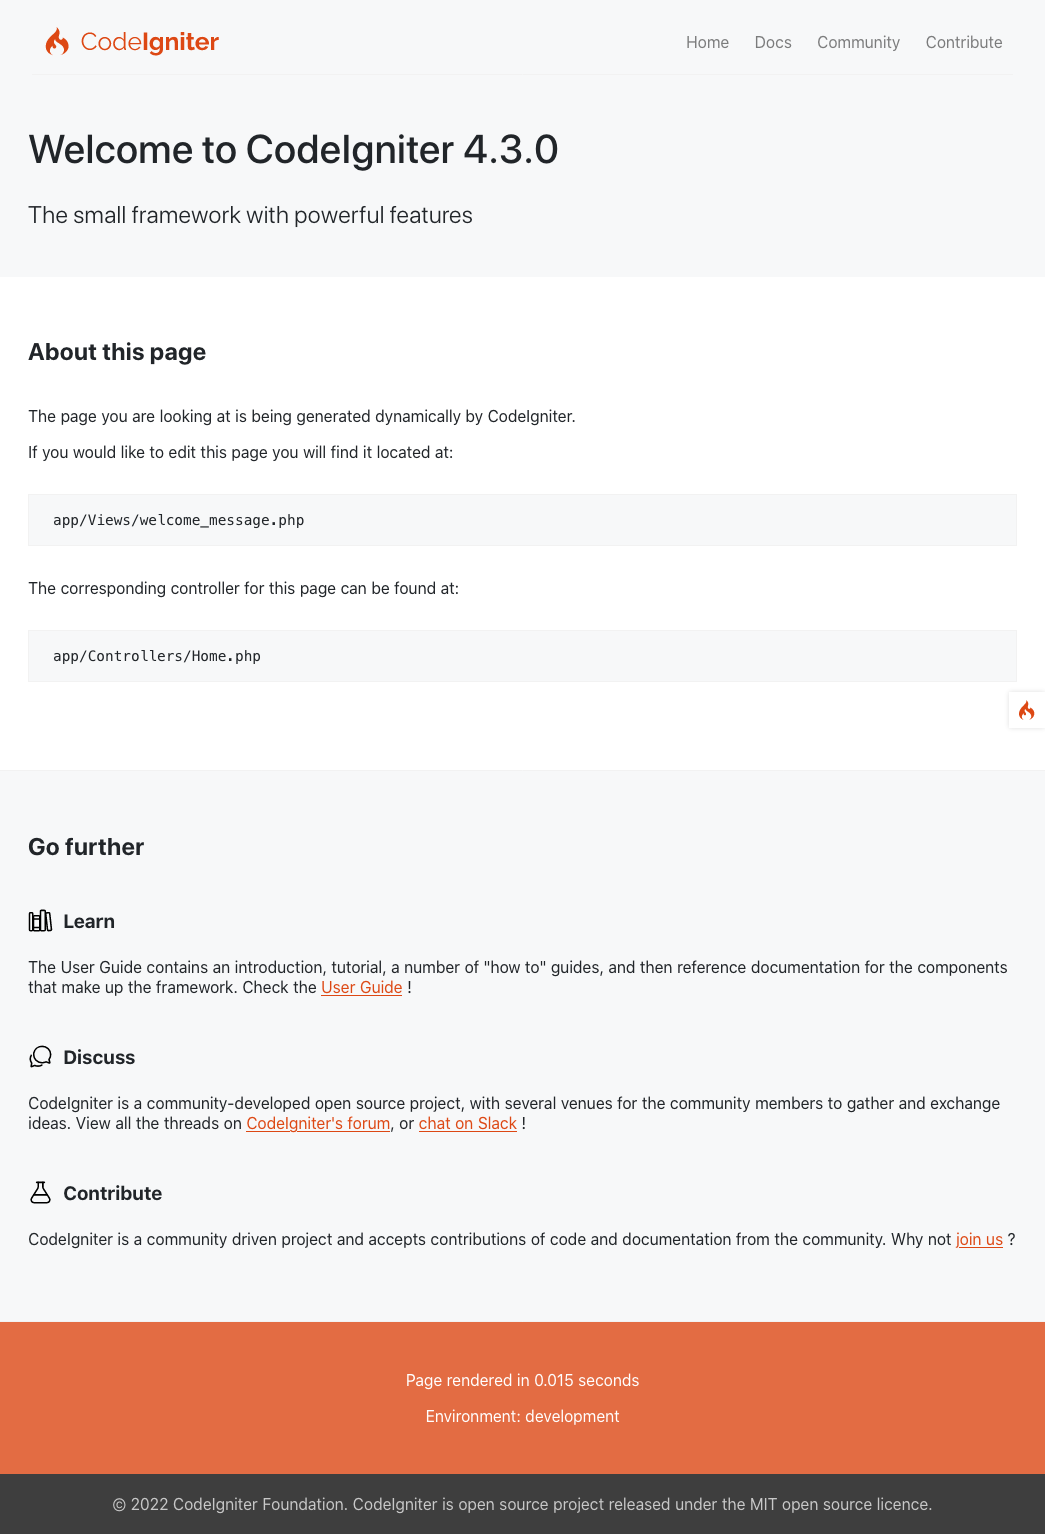 CodeIgniter
Home Docs Community Contribute
Welcome to CodeIgniter 4.3.0
The small framework with powerful features
About this page
The page you are looking at is being generated dynamically by CodeIgniter.
If you would like to edit this page you will find it located at:
app/Views/welcome_message.php
The corresponding controller for this page can be found at:
app/Controllers/Home.php
Go further
Learn
The User Guide contains an introduction, tutorial, a number of "how to" guides, and then reference documentation for the components
that make up the framework. Check the User Guide !
Discuss
CodeIgniter is a community-developed open source project, with several venues for the community members to gather and exchange
ideas. View all the threads on CodeIgniter's forum, or chat on Slack !
Contribute
CodeIgniter is a community driven project and accepts contributions of code and documentation from the community. Why not join us ?
Page rendered in 0.015 seconds
Environment: development
© 2022 CodeIgniter Foundation. CodeIgniter is open source project released under the MIT open source licence.